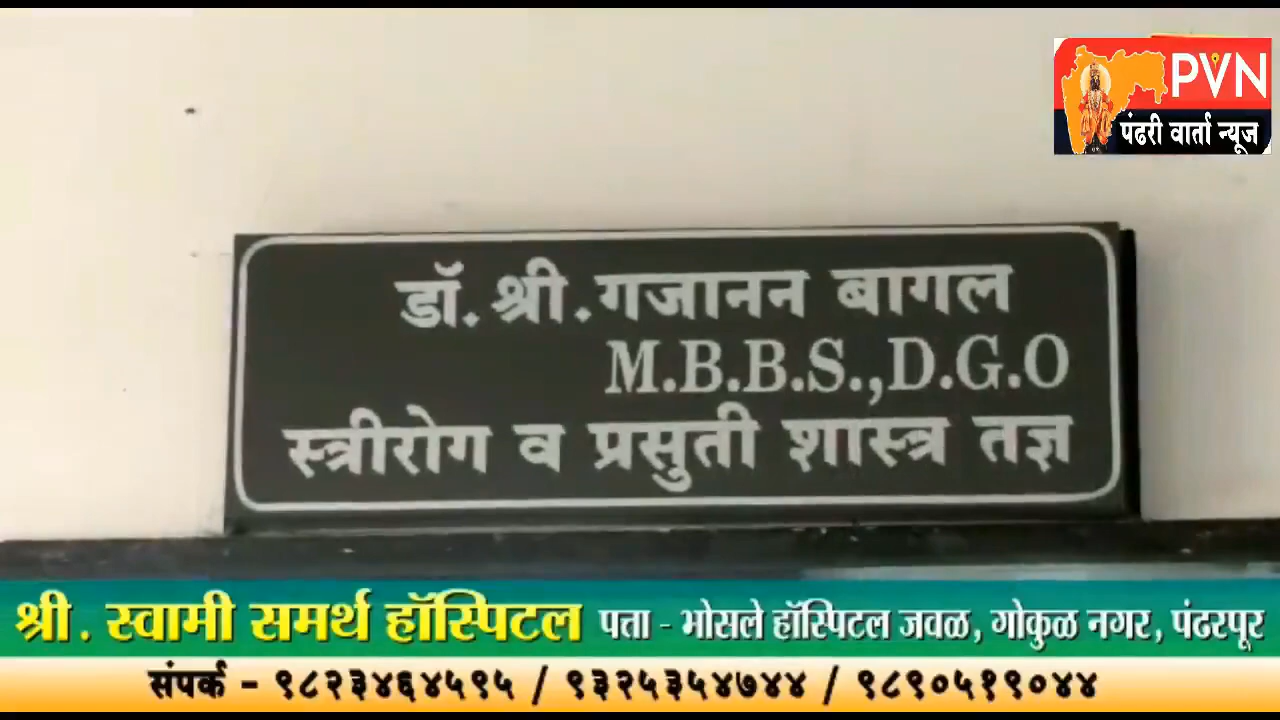 PVN
पंढरी वार्ता न्यूज
डॉ. श्री. गजानन बागल
M.B.B.S.,D.G.O
स्त्रीरोग व प्रसुती शास्त्र तज्ञ
श्री. स्वामी समर्थ हॉस्पिटल पत्ता - भोसले हॉस्पिटल जवळ, गोकुळ नगर, पंढरपूर
संपर्क - ९८२३४६४५९५ / ९३२५३५४७४४ / ९८९०५१९०४४